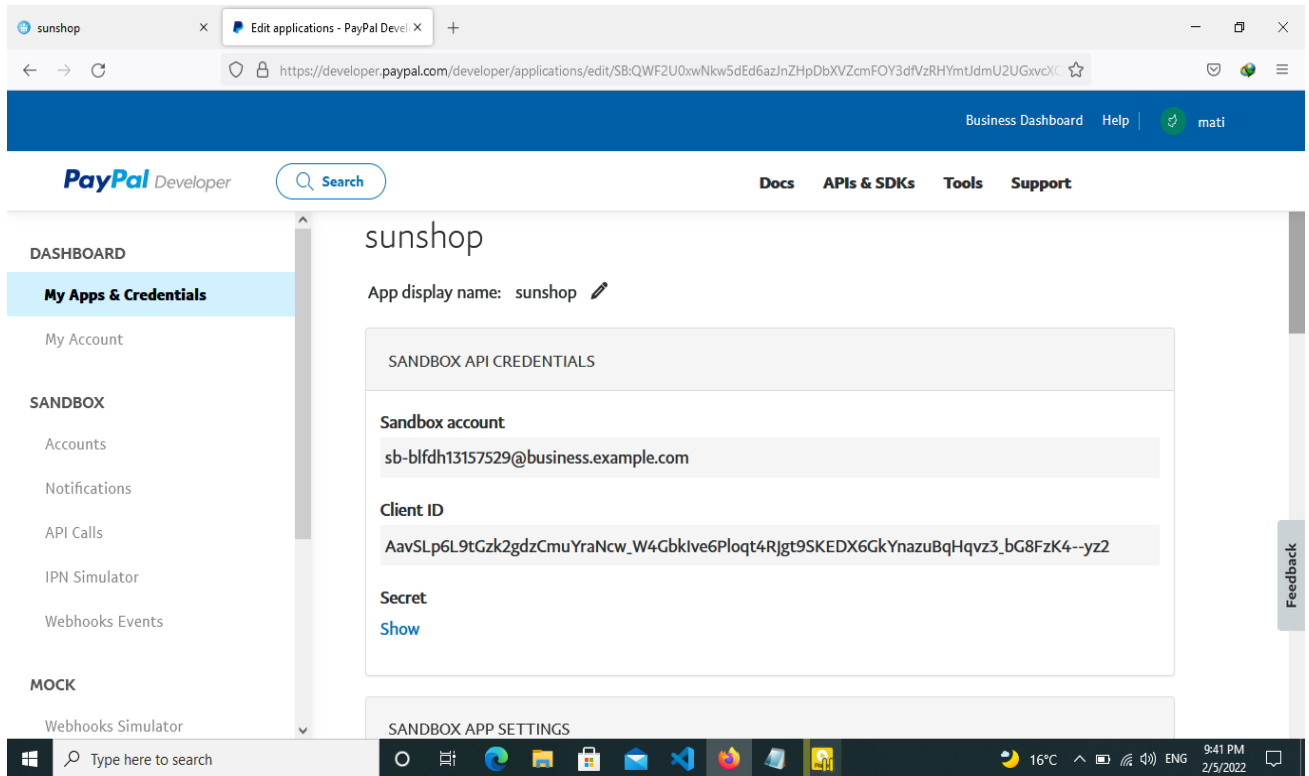 sunshop
Edit applications - PayPal Devel
https://developer.paypal.com/developer/applications/edit/SB:QWF2U0xwNkw5dEd6azJnZHpDbXVZcmFOY3dfVzRHYmtJdmU2UGxvcXC
Business Dashboard Help mati
PayPal Developer Search Docs APIs & SDKs Tools Support
DASHBOARD
My Apps & Credentials
My Account
SANDBOX
Accounts
Notifications
API Calls
IPN Simulator
Webhooks Events
MOCK
Webhooks Simulator
sunshop
App display name: sunshop
SANDBOX API CREDENTIALS
Sandbox account
sb-blfdh13157529@business.example.com
Client ID
AavSLp6L9tGzk2gdzCmuYraNcw_W4GbkIve6Ploqt4RJgt9SKEDX6GkYnazuBqHqvz3_bG8FzK4--yz2
Secret
Show
SANDBOX APP SETTINGS
Feedback
Type here to search
16°C ENG
9:41 PM
2/5/2022